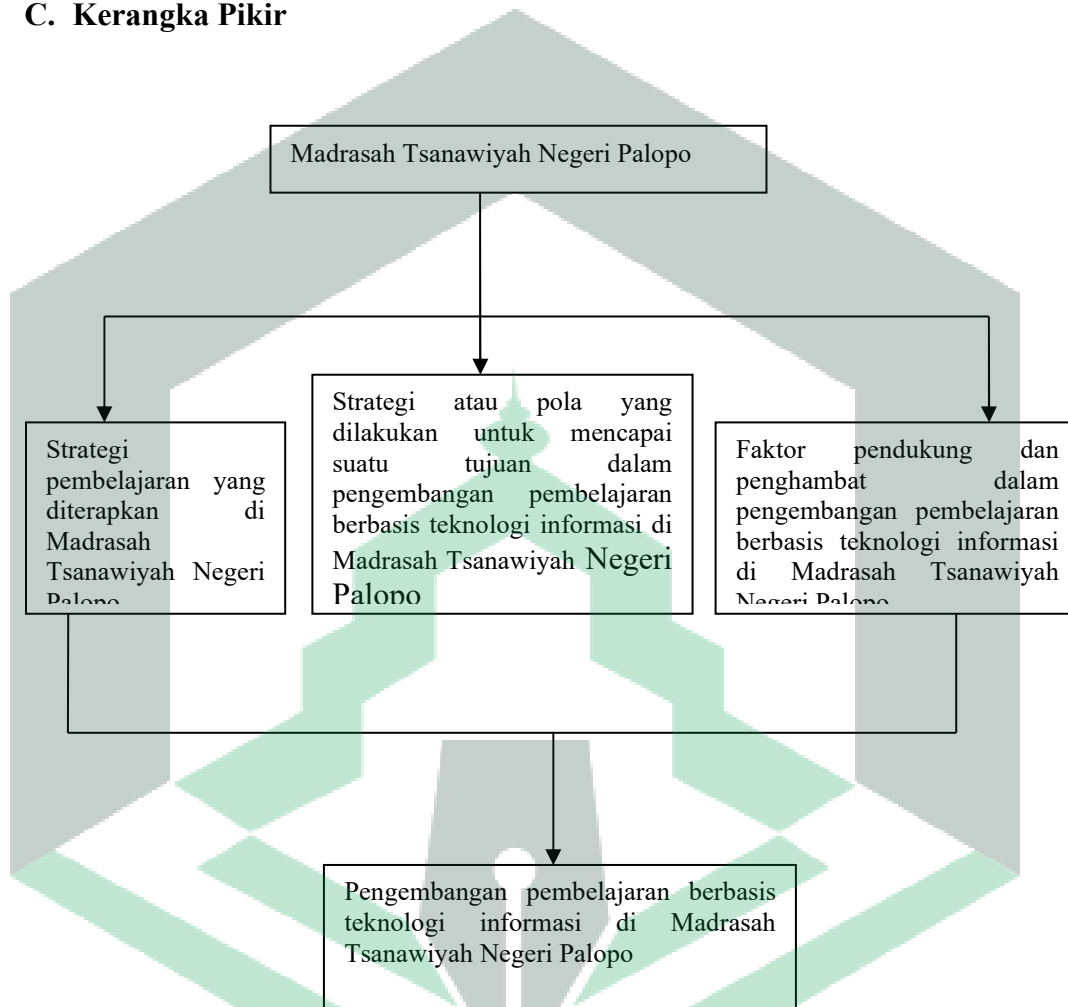 C. Kerangka Pikir
Madrasah Tsanawiyah Negeri Palopo
Strategi
pembelajaran yang
diterapkan di
Madrasah
Tsanawiyah Negeri
Palopo
Strategi atau pola yang
dilakukan untuk mencapai
suatu tujuan dalam
pengembangan pembelajaran
berbasis teknologi informasi di
Madrasah Tsanawiyah Negeri
Palopo
Faktor pendukung dan
penghambat dalam
pengembangan pembelajaran
berbasis teknologi informasi
di Madrasah Tsanawiyah
Negeri Palopo
Pengembangan pembelajaran berbasis
teknologi informasi di Madrasah
Tsanawiyah Negeri Palopo